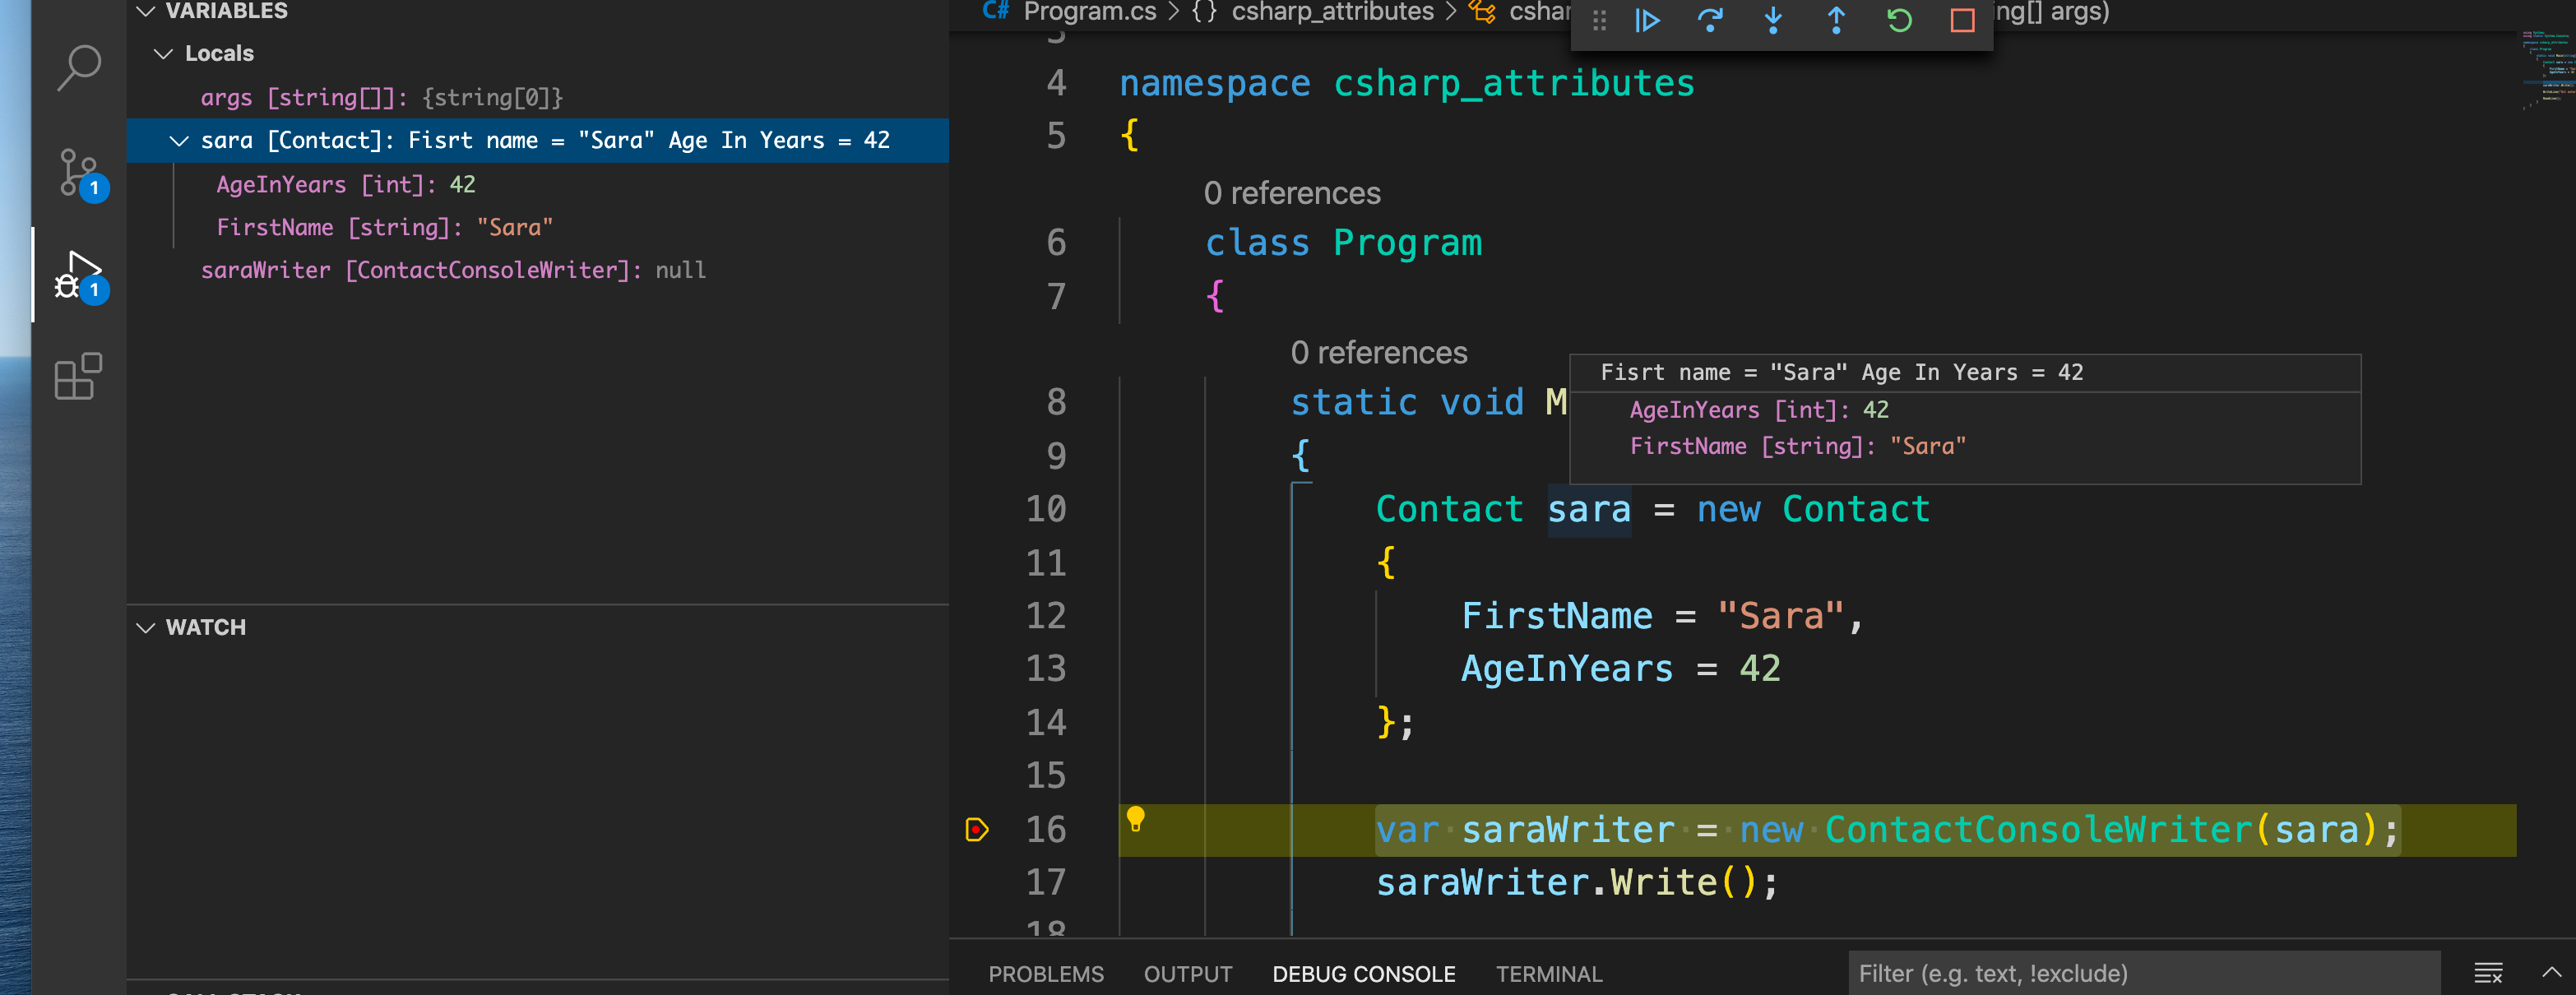 VARIABLES
Locals
args [string[]]: {string[0]}
sara [Contact]: Fisrt name = "Sara" Age In Years = 42
AgeInYears [int]: 42
FirstName [string]: "Sara"
saraWriter [ContactConsoleWriter]: null
WATCH
1
1
C# Program.cs > {} csharp_attributes > cshar
ng[] args)
4 namespace csharp_attributes
5 {
0 references
6 class Program
7 {
0 references
8 static void M
Fisrt name = "Sara" Age In Years = 42
AgeInYears [int]: 42
FirstName [string]: "Sara"
9 {
10 Contact sara = new Contact
11 {
12 FirstName = "Sara",
13 AgeInYears = 42
14 };
15
16 var saraWriter = new ContactConsoleWriter(sara);
17 saraWriter.Write();
18
PROBLEMS OUTPUT DEBUG CONSOLE TERMINAL
Filter (e.g. text, !exclude)